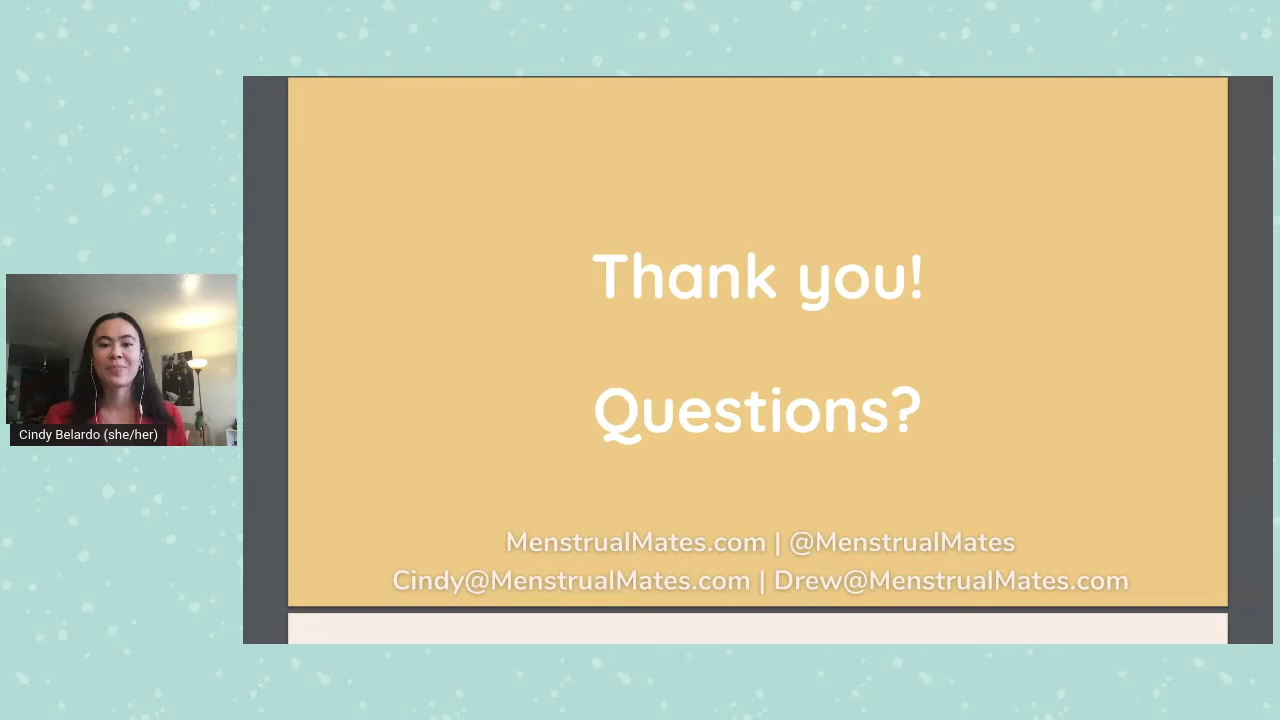 Cindy Belardo (she/her)
Thank you!
Questions?
MenstrualMates.com | @MenstrualMates
Cindy@MenstrualMates.com | Drew@MenstrualMates.com